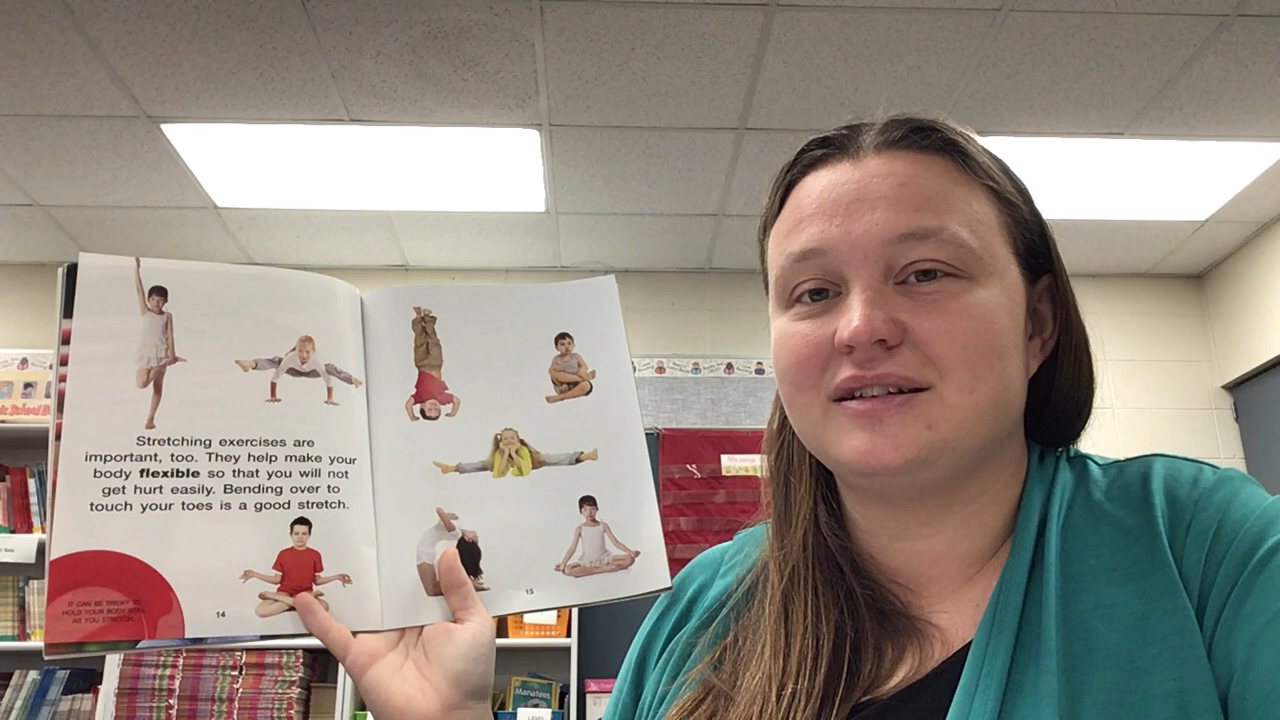 Stretching exercises are
important, too. They help make your
body flexible so that you will not
get hurt easily. Bending over to
touch your toes is a good stretch.
IT CAN BE TRICKY TO
HOLD YOUR BODY STILL
AS YOU STRETCH.
14
15
Manatees
LEVEL